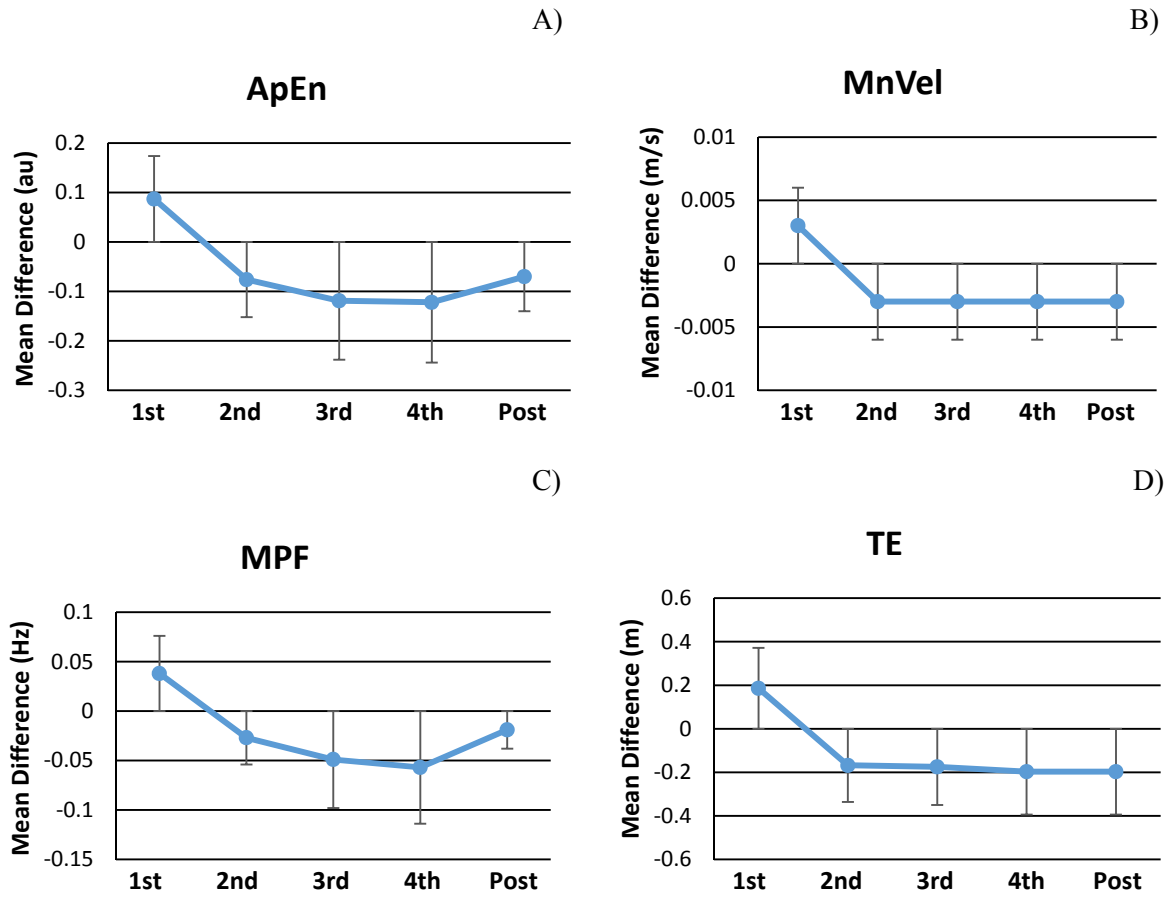 A)
ApEn
Mean Difference (au)
0.2
0.1
0
-0.1
-0.2
-0.3
1st 2nd 3rd 4th Post
B)
MnVel
Mean Difference (m/s)
0.01
0.005
0
-0.005
-0.01
1st 2nd 3rd 4th Post
C)
MPF
Mean Difference (Hz)
0.1
0.05
0
-0.05
-0.1
-0.15
1st 2nd 3rd 4th Post
D)
TE
Mean Diffeence (m)
0.6
0.4
0.2
0
-0.2
-0.4
-0.6
1st 2nd 3rd 4th Post